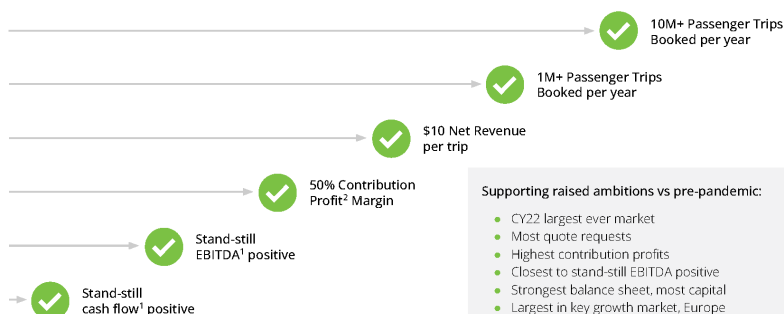 10M+ Passenger Trips
Booked per year
1M+ Passenger Trips
Booked per year
$10 Net Revenue
per trip
50% Contribution
Profit² Margin
Stand-still
EBITDA¹ positive
Stand-still
cash flow¹ positive
Supporting raised ambitions vs pre-pandemic:
CY22 largest ever market
Most quote requests
Highest contribution profits
Closest to stand-still EBITDA positive
Strongest balance sheet, most capital
Largest in key growth market, Europe